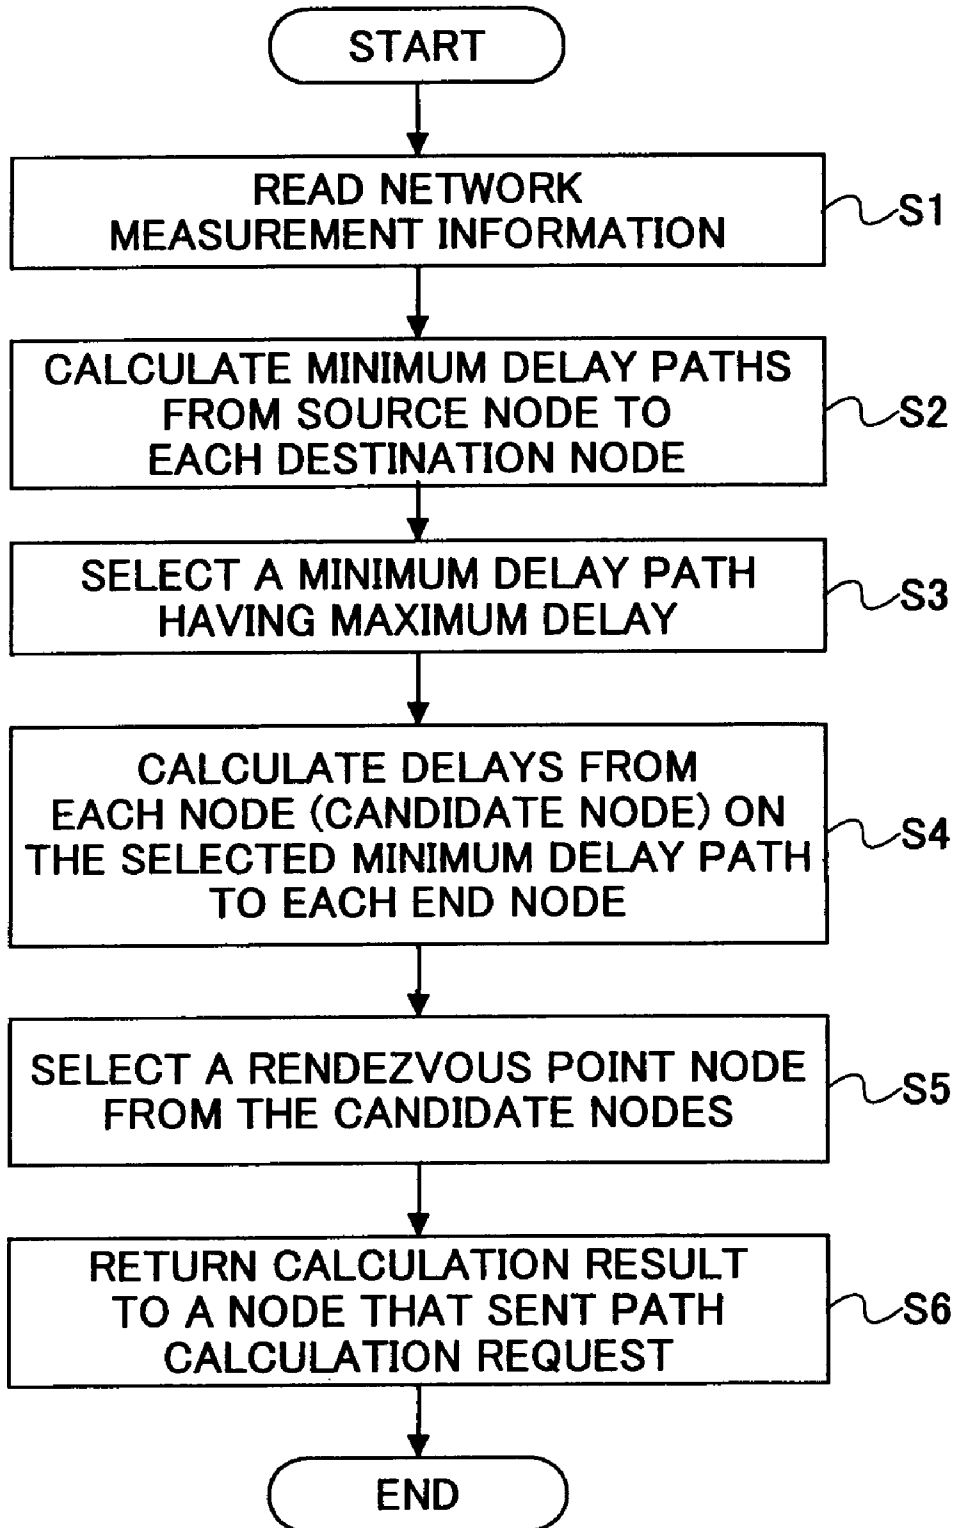 START
READ NETWORK
MEASUREMENT INFORMATION
S1
CALCULATE MINIMUM DELAY PATHS
FROM SOURCE NODE TO
EACH DESTINATION NODE
S2
SELECT A MINIMUM DELAY PATH
HAVING MAXIMUM DELAY
S3
CALCULATE DELAYS FROM
EACH NODE (CANDIDATE NODE) ON
THE SELECTED MINIMUM DELAY PATH
TO EACH END NODE
S4
SELECT A RENDEZVOUS POINT NODE
FROM THE CANDIDATE NODES
S5
RETURN CALCULATION RESULT
TO A NODE THAT SENT PATH
CALCULATION REQUEST
S6
END